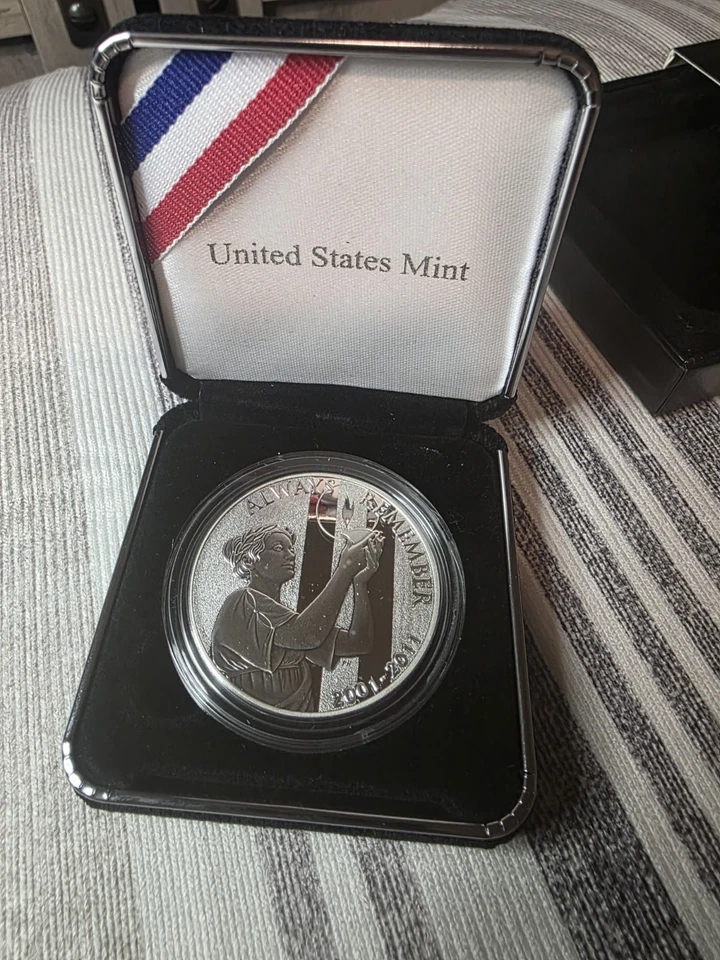 United States Mint
ALWAYS REMEMBER
2001-2011